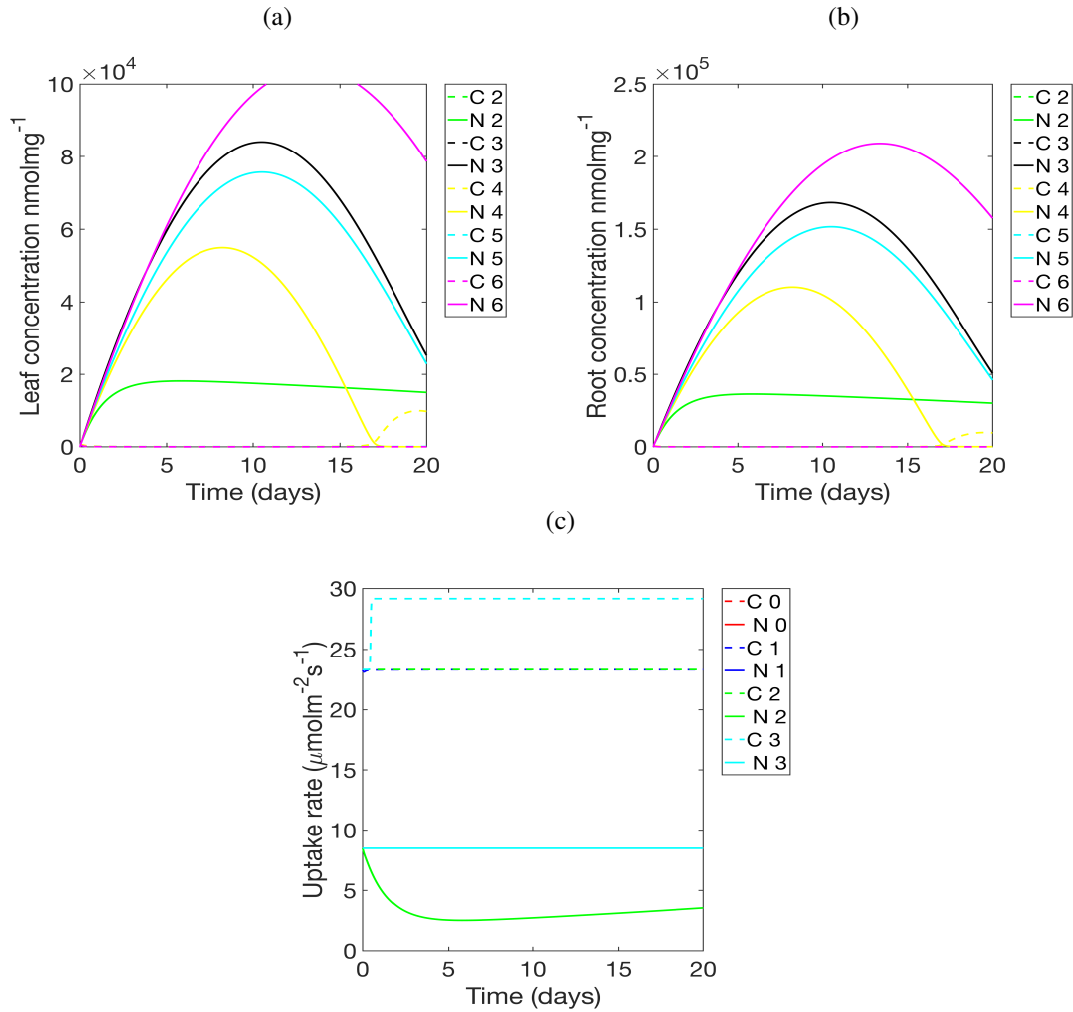 (a)
×10⁴
Leaf concentration nmolmg⁻¹
10
8
6
4
2
0
0 5 10 15 20
Time (days)
C 2
N 2
C 3
N 3
C 4
N 4
C 5
N 5
C 6
N 6
(b)
×10⁵
Root concentration nmolmg⁻¹
2.5
2
1.5
1
0.5
0
0 5 10 15 20
Time (days)
C 2
N 2
C 3
N 3
C 4
N 4
C 5
N 5
C 6
N 6
(c)
Uptake rate (μmolm⁻²s⁻¹)
30
25
20
15
10
5
0
0 5 10 15 20
Time (days)
C 0
N 0
C 1
N 1
C 2
N 2
C 3
N 3